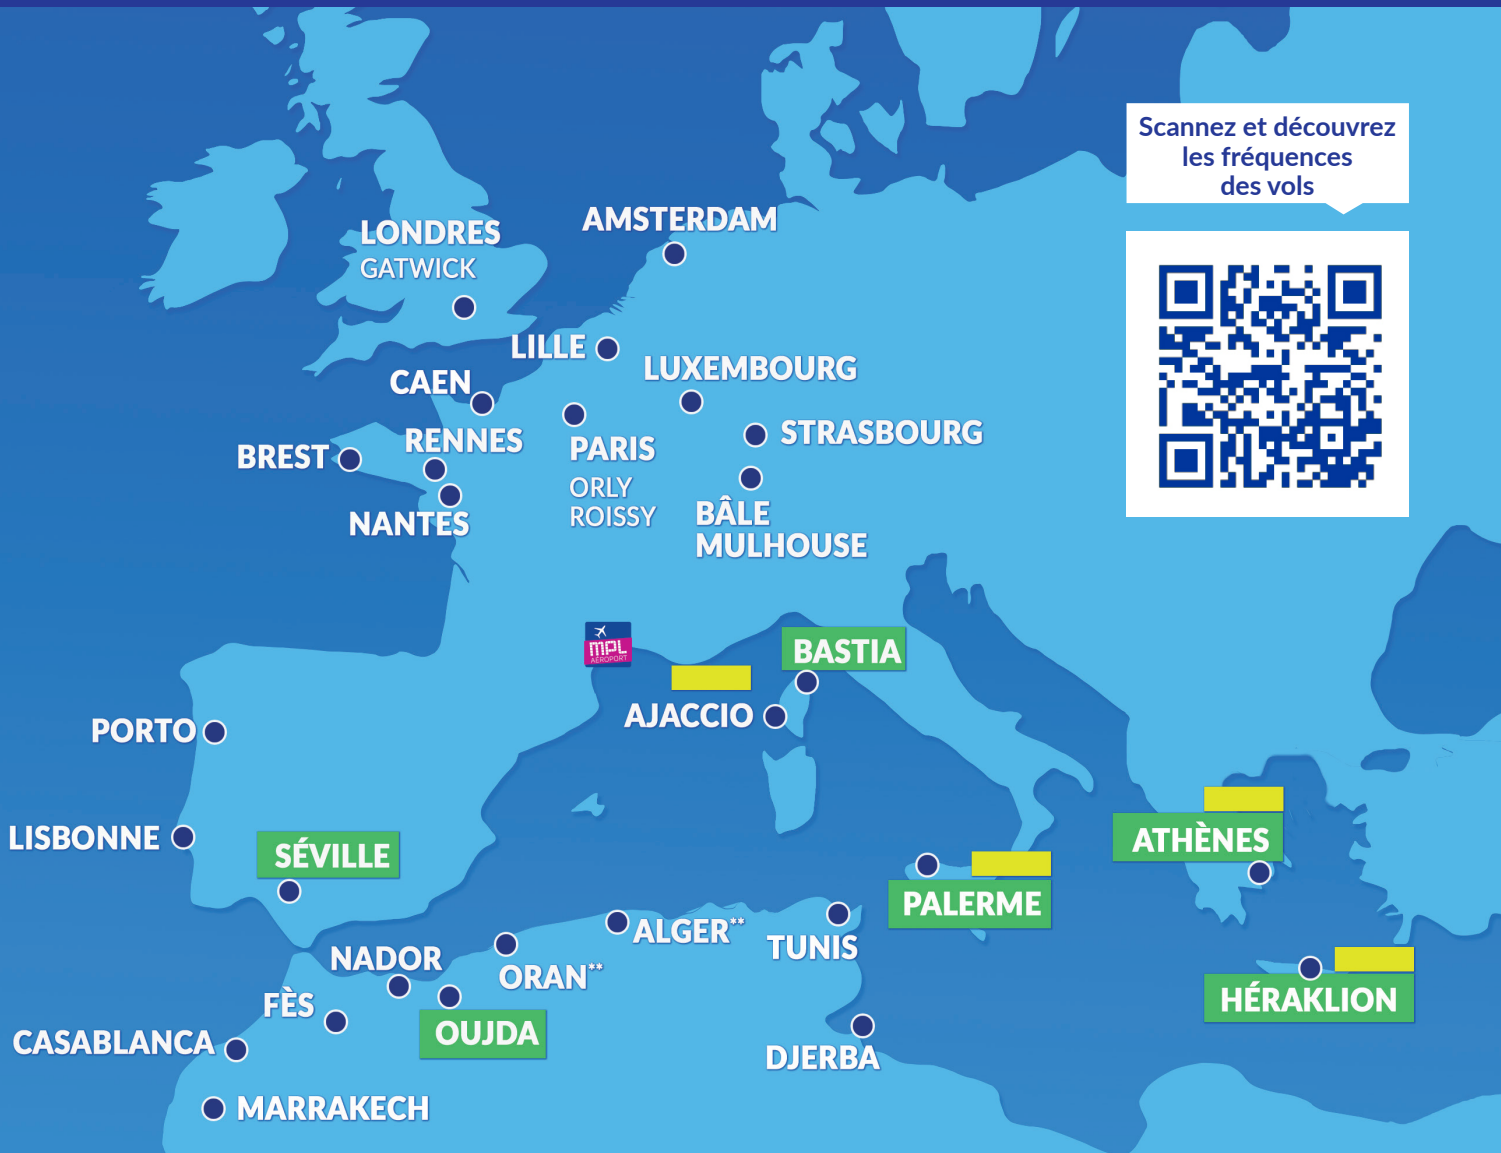 Scannez et découvrez
les fréquences
des vols
LONDRES
GATWICK
AMSTERDAM
LILLE
LUXEMBOURG
CAEN
STRASBOURG
RENNES
BREST
PARIS
ORLY
ROISSY
NANTES
BÂLE
MULHOUSE
MPL
AÉROPORT
BASTIA
AJACCIO
PORTO
LISBONNE
SÉVILLE
ATHÈNES
PALERME
ALGER**
TUNIS
NADOR
ORAN**
FÈS
HÉRAKLION
OUJDA
CASABLANCA
DJERBA
MARRAKECH